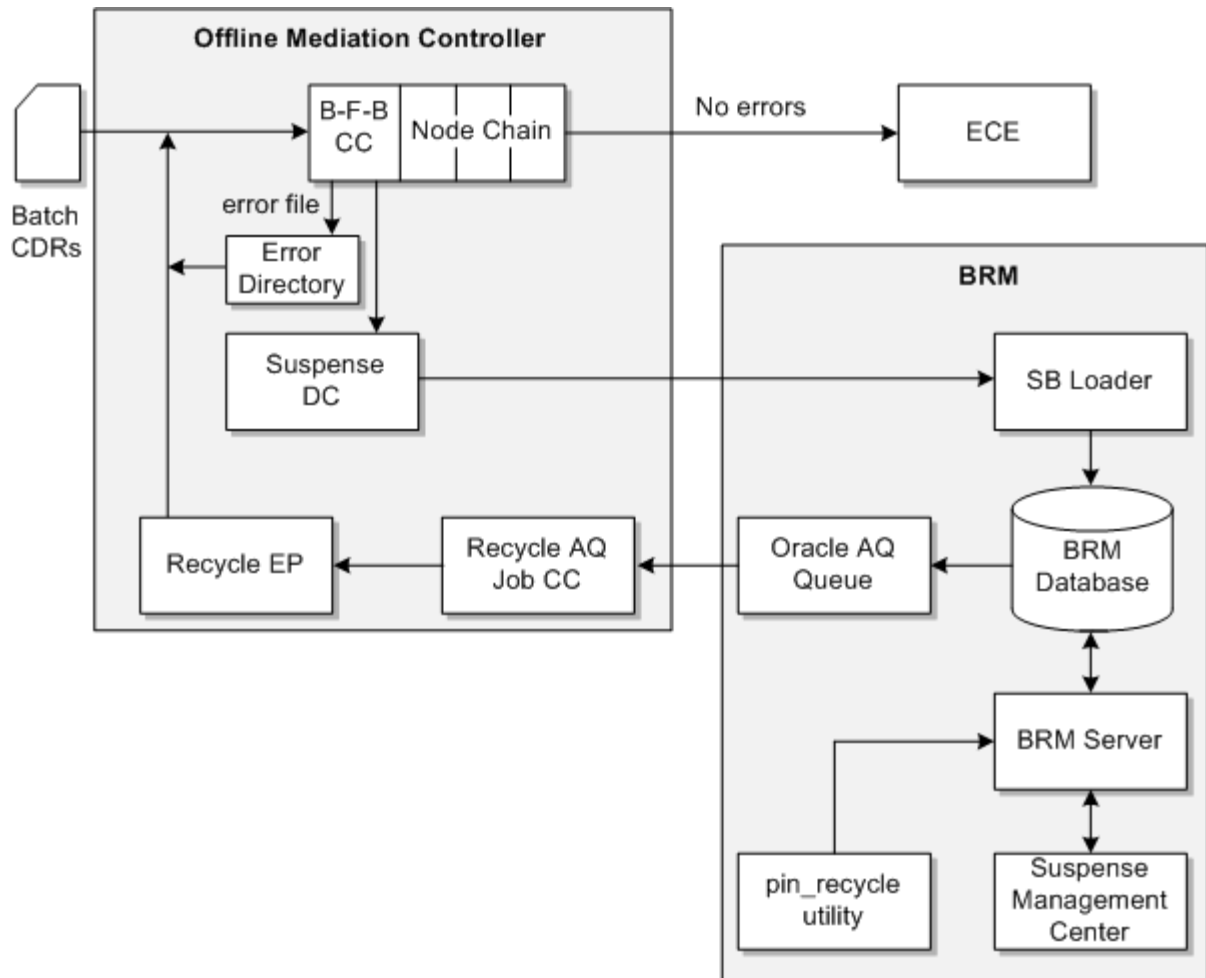 Offline Mediation Controller
B-F-B
CC
Node Chain
No errors
ECE
Batch
CDRs
error file
Error
Directory
BRM
Suspense
DC
SB Loader
Recycle EP
Recycle AQ
Job CC
Oracle AQ
Queue
BRM
Database
BRM Server
pin_recycle
utility
Suspense
Management
Center